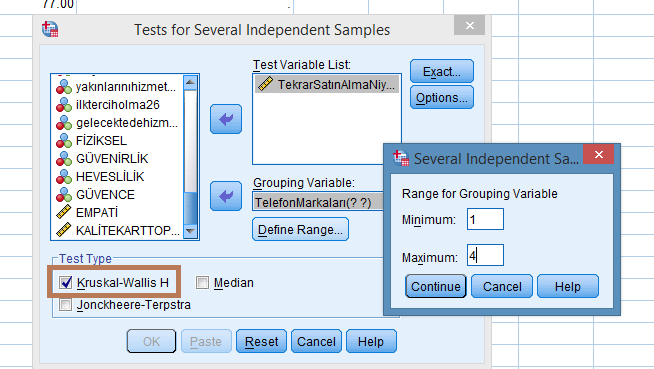 77.00
Tests for Several Independent Samples
yakınlarınıhizmet...
ilkterciholma26
gelecektedehizm...
FİZİKSEL
GÜVENİRLİK
HEVESLİLİK
GÜVENCE
EMPATİ
KALİTEKARTTOP...
Test Variable List:
TekrarSatınAlmaNiy...
Exact...
Options...
Grouping Variable:
TelefonMarkaları(? ?)
Define Range...
Test Type
Kruskal-Wallis H
Median
Jonckheere-Terpstra
OK
Paste
Reset
Cancel
Help
Several Independent Sa...
Range for Grouping Variable
Minimum: 1
Maximum: 4
Continue
Cancel
Help